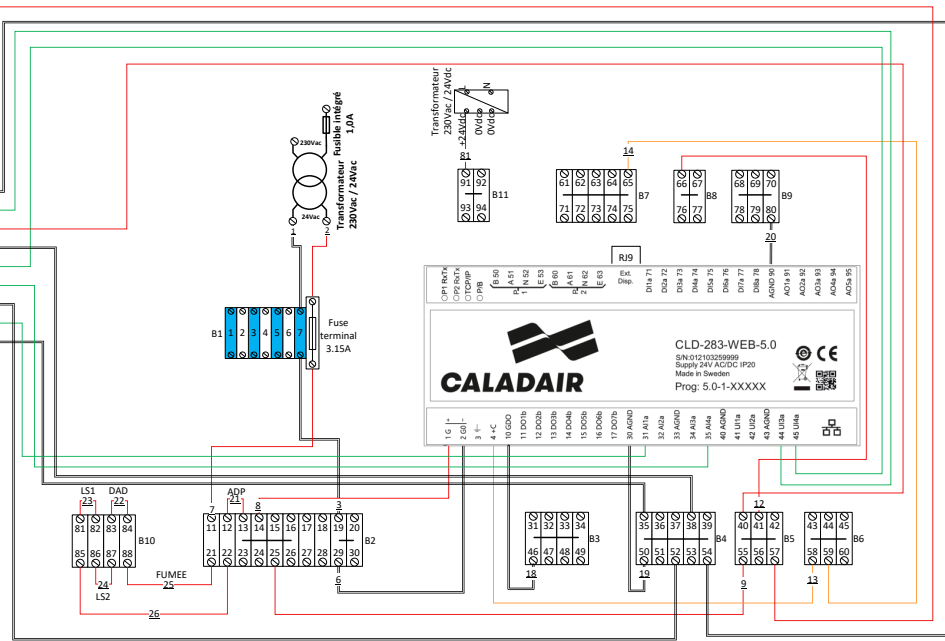 Transformateur
230Vac / 24Vdc
L
N
+24Vdc
0Vdc
0Vdc
81
91 92
93 94
B11
Fusible intégré
1,0A
230Vac
24Vac
Transformateur
230Vac / 24Vac
1
2
14
61 62 63 64 65
71 72 73 74 75
B7
66 67
76 77
B8
68 69 70
78 79 80
B9
20
RJ9
P1 RxTx
P2 RxTx
TCP/IP
P/B
B 50
A 51
N 52
E 53
P
1
B 60
A 61
N 62
E 63
P
2
Ext.
Disp.
DI1a 71
DI2a 72
DI3a 73
DI4a 74
DI5a 75
DI6a 76
DI7a 77
DI8a 78
AGND 90
AO1a 91
AO2a 92
AO3a 93
AO4a 94
AO5a 95
B1
1 2 3 4 5 6 7
Fuse
terminal
3.15A
CALADAIR
CLD-283-WEB-5.0
S/N:012103259999
Supply 24V AC/DC IP20
Made in Sweden
Prog: 5.0-1-XXXXX
CE
1 G +
2 G0 -
3
4 +C
10 GDO
11 DO1b
12 DO2b
13 DO3b
14 DO4b
15 DO5b
16 DO6b
17 DO7b
30 AGND
31 AI1a
32 AI2a
33 AGND
34 AI3a
35 AI4a
40 AGND
41 UI1a
42 UI2a
43 AGND
44 UI3a
45 UI4a
LS1
23
DAD
22
81 82 83 84
85 86 87 88
B10
24
LS2
FUMEE
25
26
7
ADP
21
8
3
11 12 13 14 15 16 17 18 19 20
21 22 23 24 25 26 27 28 29 30
B2
6
31 32 33 34
46 47 48 49
B3
18
35 36 37 38 39
50 51 52 53 54
B4
19
12
40 41 42
55 56 57
B5
9
43 44 45
58 59 60
B6
13